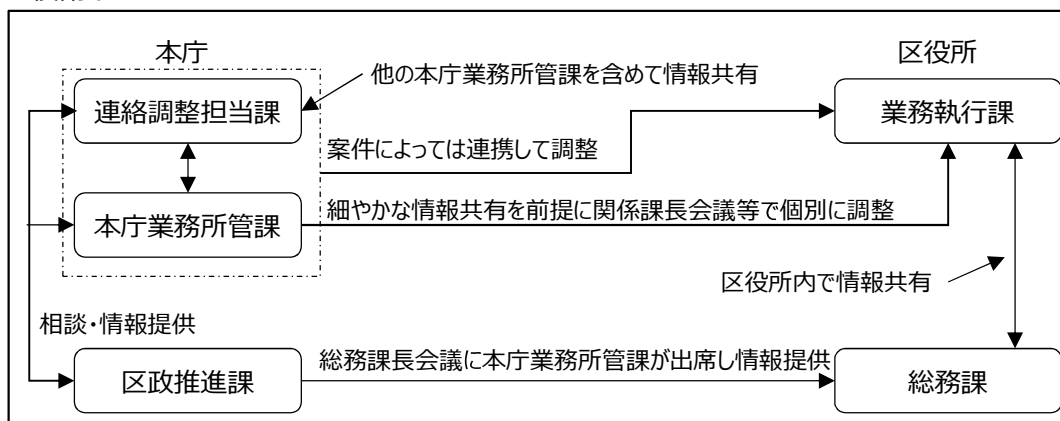 本庁
区役所
他の本庁業務所管課を含めて情報共有
連絡調整担当課
業務執行課
案件によっては連携して調整
本庁業務所管課
細やかな情報共有を前提に関係課長会議等で個別に調整
区役所内で情報共有
相談・情報提供
総務課長会議に本庁業務所管課が出席し情報提供
区政推進課
総務課